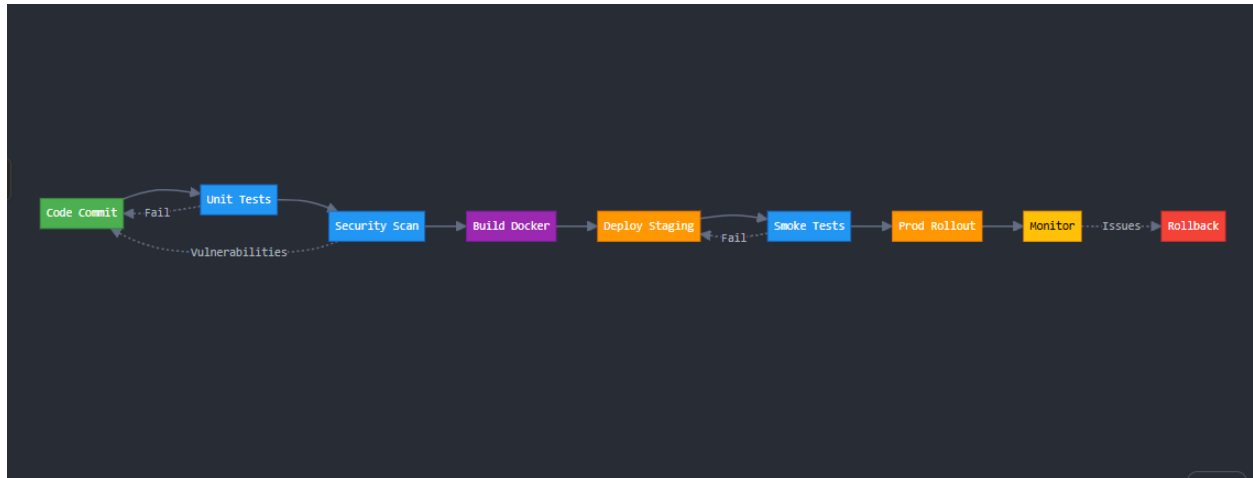 Code Commit
Fail
Unit Tests
Vulnerabilities
Security Scan
Build Docker
Deploy Staging
Fail
Smoke Tests
Prod Rollout
Monitor
Issues
Rollback